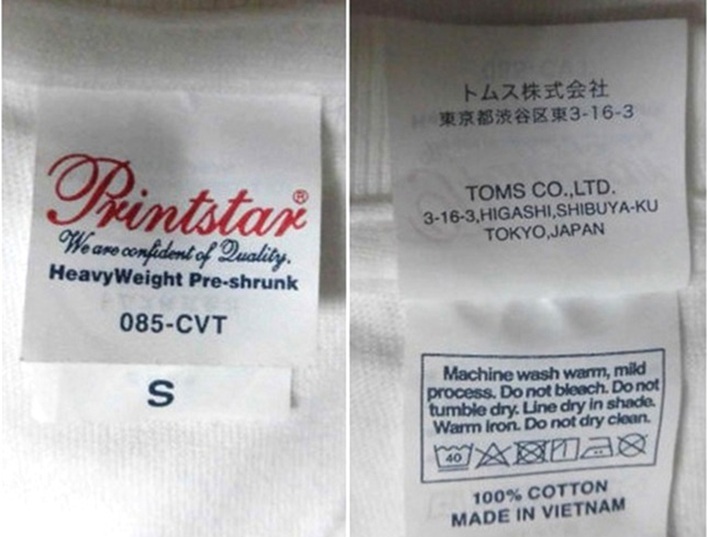 Printstar®
We are confident of Quality.
HeavyWeight Pre-shrunk
085-CVT
S
トムス株式会社
東京都渋谷区東3-16-3
TOMS CO.,LTD.
3-16-3,HIGASHI,SHIBUYA-KU
TOKYO,JAPAN
Machine wash warm, mild
process. Do not bleach. Do not
tumble dry. Line dry in shade.
Warm iron. Do not dry clean.
40
100% COTTON
MADE IN VIETNAM